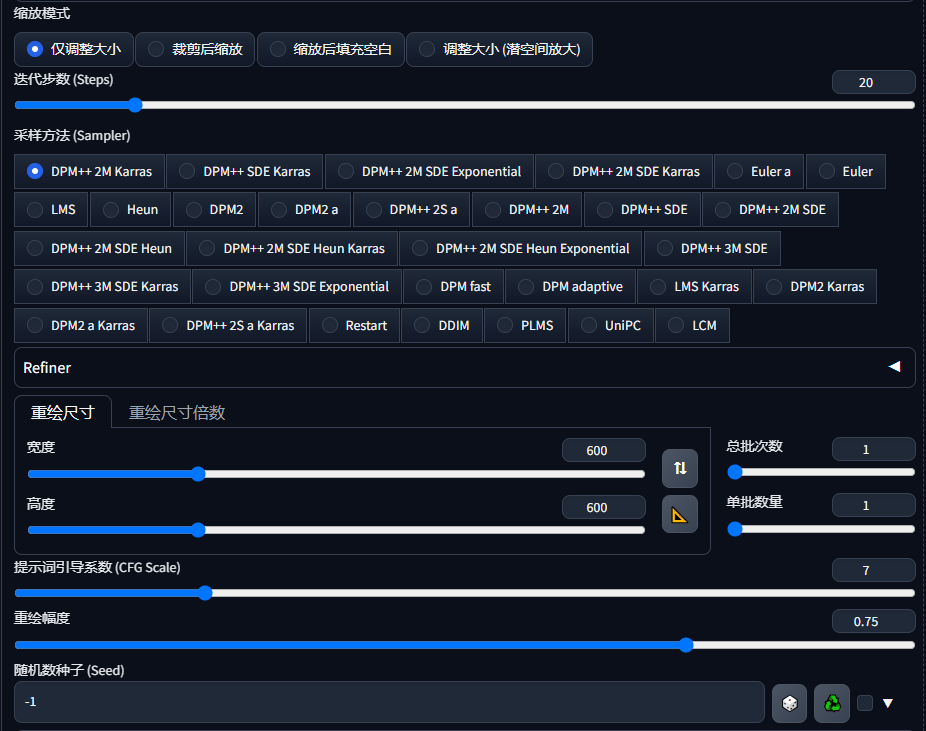 缩放模式
仅调整大小 裁剪后缩放 缩放后填充空白 调整大小 (潜空间放大)
迭代步数 (Steps) 20
采样方法 (Sampler)
DPM++ 2M Karras DPM++ SDE Karras DPM++ 2M SDE Exponential DPM++ 2M SDE Karras Euler a Euler
LMS Heun DPM2 DPM2 a DPM++ 2S a DPM++ 2M DPM++ SDE DPM++ 2M SDE
DPM++ 2M SDE Heun DPM++ 2M SDE Heun Karras DPM++ 2M SDE Heun Exponential DPM++ 3M SDE
DPM++ 3M SDE Karras DPM++ 3M SDE Exponential DPM fast DPM adaptive LMS Karras DPM2 Karras
DPM2 a Karras DPM++ 2S a Karras Restart DDIM PLMS UniPC LCM
Refiner
重绘尺寸 重绘尺寸倍数
宽度 600
高度 600
总批次数 1
单批数量 1
提示词引导系数 (CFG Scale) 7
重绘幅度 0.75
随机数种子 (Seed)
-1